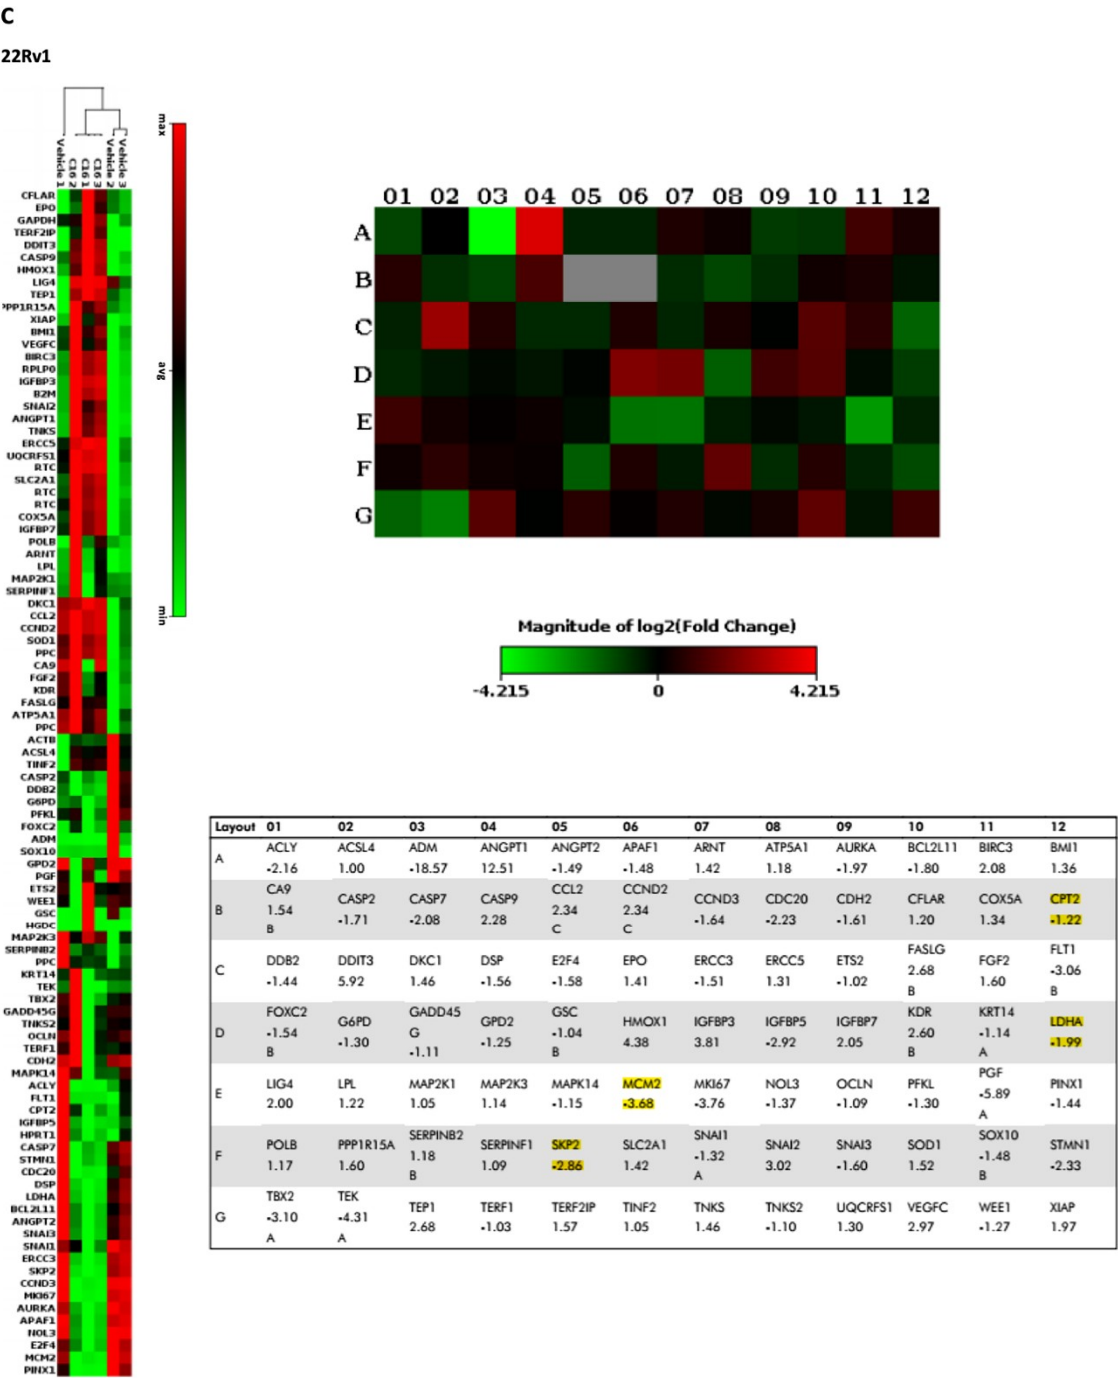 C
22Rv1
max
avg
min
Vehicle 1
C16 2
C16 1
C16 3
Vehicle 2
Vehicle 3
CFLAR
EPO
GAPDH
TERF2IP
DDIT3
CASP9
HMOX1
LIG4
TEP1
PPP1R15A
XIAP
BMI1
VEGFC
BIRC3
RPLP0
IGFBP3
B2M
SNAI2
ANGPT1
TNKS
ERCC5
UQCRFS1
RTC
SLC2A1
RTC
RTC
COX5A
IGFBP7
POLB
ARNT
LPL
MAP2K1
SERPINF1
DKC1
CCL2
CCND2
SOD1
PPC
CA9
FGF2
KDR
FASLG
ATP5A1
PPC
ACTB
ACSL4
TINF2
CASP2
DDB2
G6PD
PFKL
FOXC2
ADM
SOX10
GPD2
PGF
ETS2
WEE1
GSC
HGDC
MAP2K3
SERPINB2
PPC
KRT14
TEK
TBX2
GADD45G
TNKS2
OCLN
TERF1
CDH2
MAPK14
ACLY
FLT1
CPT2
IGFBP5
HPRT1
CASP7
STMN1
CDC20
DSP
LDHA
BCL2L11
ANGPT2
SNAI3
SNAI1
ERCC3
SKP2
CCND3
MKI67
AURKA
APAF1
NOL3
E2F4
MCM2
PINX1
01 02 03 04 05 06 07 08 09 10 11 12
A
B
C
D
E
F
G
Magnitude of log2(Fold Change)
-4.215 0 4.215
Layout 01 02 03 04 05 06 07 08 09 10 11 12
A
ACLY ACSL4 ADM ANGPT1 ANGPT2 APAF1 ARNT ATP5A1 AURKA BCL2L11 BIRC3 BMI1
-2.16 1.00 -18.57 12.51 -1.49 -1.48 1.42 1.18 -1.97 -1.80 2.08 1.36
B
CA9 CASP2 CASP7 CASP9 CCL2 CCND2 CCND3 CDC20 CDH2 CFLAR COX5A CPT2
1.54 -1.71 -2.08 2.28 2.34 2.34 -1.64 -2.23 -1.61 1.20 1.34 -1.22
B C C
C
DDB2 DDIT3 DKC1 DSP E2F4 EPO ERCC3 ERCC5 ETS2 FASLG FGF2 FLT1
-1.44 5.92 1.46 -1.56 -1.58 1.41 -1.51 1.31 -1.02 2.68 1.60 -3.06
B B
D
FOXC2 G6PD GADD45 G GPD2 GSC HMOX1 IGFBP3 IGFBP5 IGFBP7 KDR KRT14 LDHA
-1.54 -1.30 -1.11 -1.25 -1.04 4.38 3.81 -2.92 2.05 2.60 -1.14 -1.99
B B B A
E
LIG4 LPL MAP2K1 MAP2K3 MAPK14 MCM2 MKI67 NOL3 OCLN PFKL PGF PINX1
2.00 1.22 1.05 1.14 -1.15 -3.68 -3.76 -1.37 -1.09 -1.30 -5.89 -1.44
A
F
POLB PPP1R15A SERPINB2 SERPINF1 SKP2 SLC2A1 SNAI1 SNAI2 SNAI3 SOD1 SOX10 STMN1
1.17 1.60 1.18 1.09 -2.86 1.42 -1.32 3.02 -1.60 1.52 -1.48 -2.33
B A B
G
TBX2 TEK TEP1 TERF1 TERF2IP TINF2 TNKS TNKS2 UQCRFS1 VEGFC WEE1 XIAP
-3.10 -4.31 2.68 -1.03 1.57 1.05 1.46 -1.10 1.30 2.97 -1.27 1.97
A A